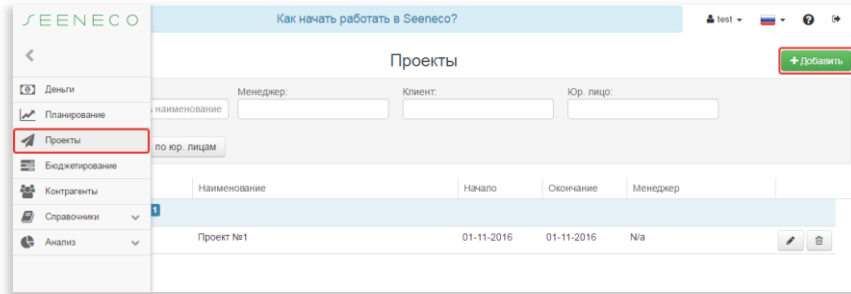 SEENECO
Как начать работать в Seeneco?
test
Проекты
+ Добавить
Деньги
Планирование
Проекты
Бюджетирование
Контрагенты
Справочники
Анализ
Менеджер:
Клиент:
Юр. лицо:
наименование
по юр. лицам
Наименование
Начало
Окончание
Менеджер
1
Проект №1
01-11-2016
01-11-2016
N/a